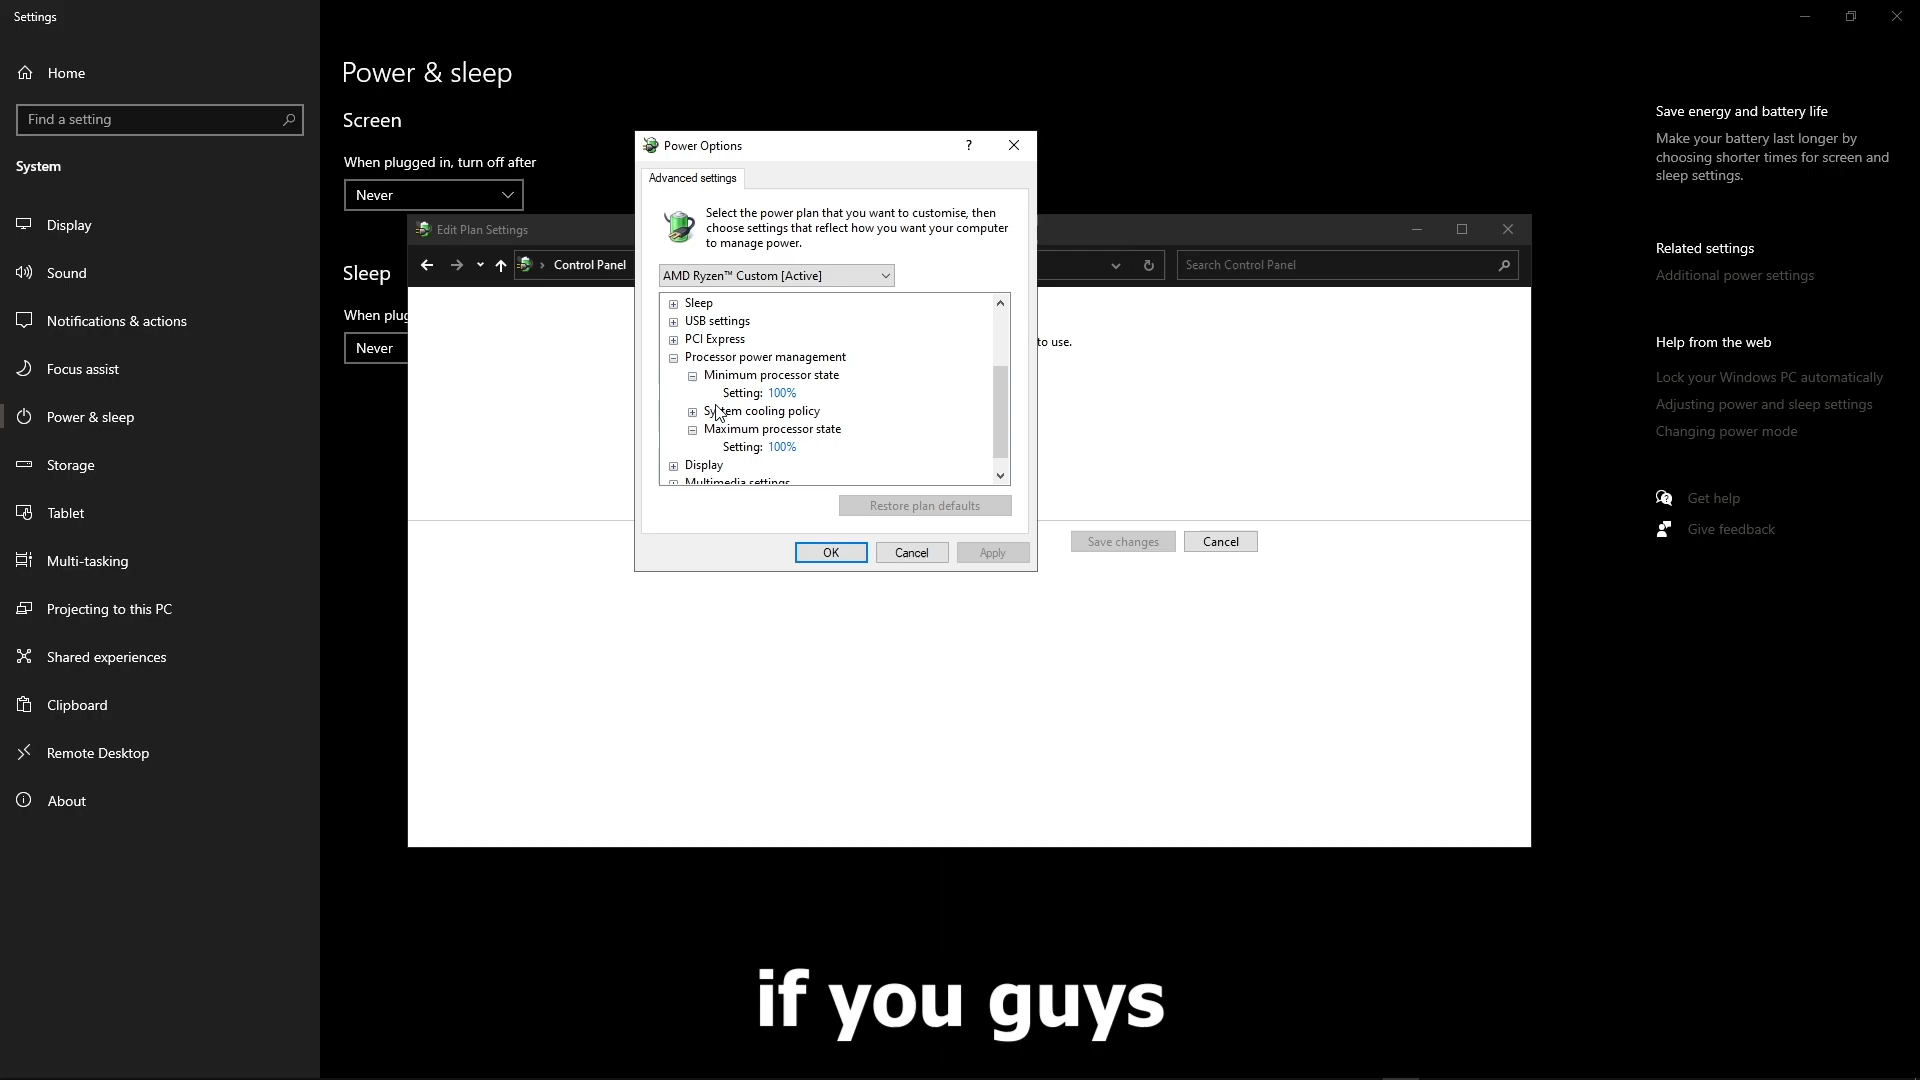 Settings
Home
Find a setting
System
Display
Sound
Notifications & actions
Focus assist
Power & sleep
Storage
Tablet
Multi-tasking
Projecting to this PC
Shared experiences
Clipboard
Remote Desktop
About
Power & sleep
Screen
When plugged in, turn off after
Never
Sleep
When plug
Never
Edit Plan Settings
Control Panel
Search Control Panel
to use.
Save changes
Cancel
Power Options
?
Advanced settings
Select the power plan that you want to customise, then
choose settings that reflect how you want your computer
to manage power.
AMD Ryzen™ Custom [Active]
Sleep
USB settings
PCI Express
Processor power management
Minimum processor state
Setting: 100%
System cooling policy
Maximum processor state
Setting: 100%
Display
Multimedia settings
Restore plan defaults
OK
Cancel
Apply
Save energy and battery life
Make your battery last longer by
choosing shorter times for screen and
sleep settings.
Related settings
Additional power settings
Help from the web
Lock your Windows PC automatically
Adjusting power and sleep settings
Changing power mode
Get help
Give feedback
if you guys